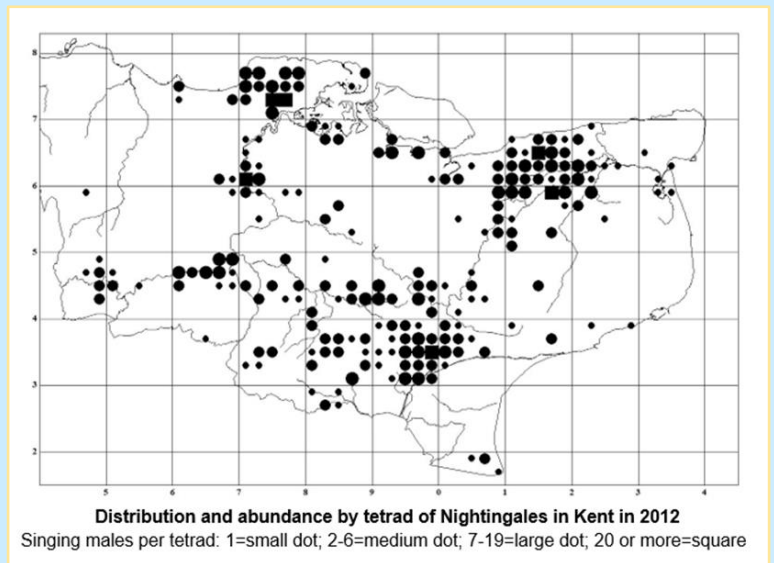 8
7
6
5
4
3
2
5 6 7 8 9 0 1 2 3 4
Distribution and abundance by tetrad of Nightingales in Kent in 2012
Singing males per tetrad: 1=small dot; 2-6=medium dot; 7-19=large dot; 20 or more=square